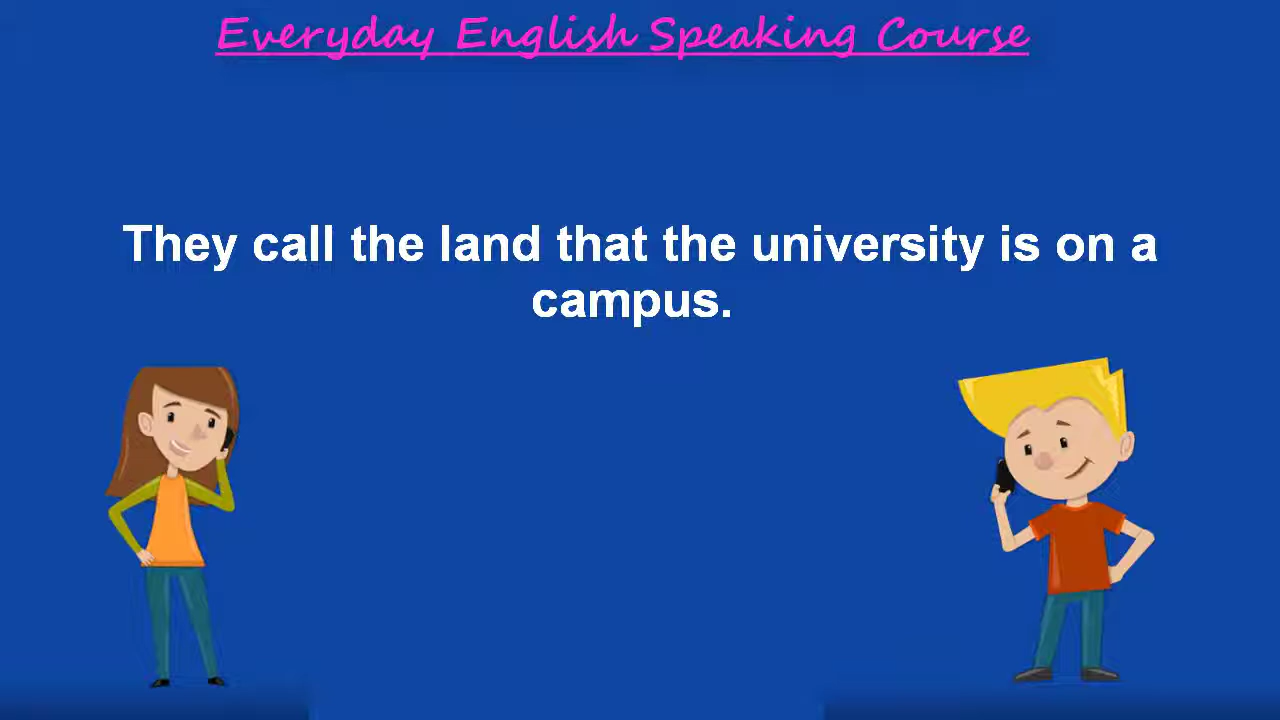 Everyday English Speaking Course
They call the land that the university is on a
campus.